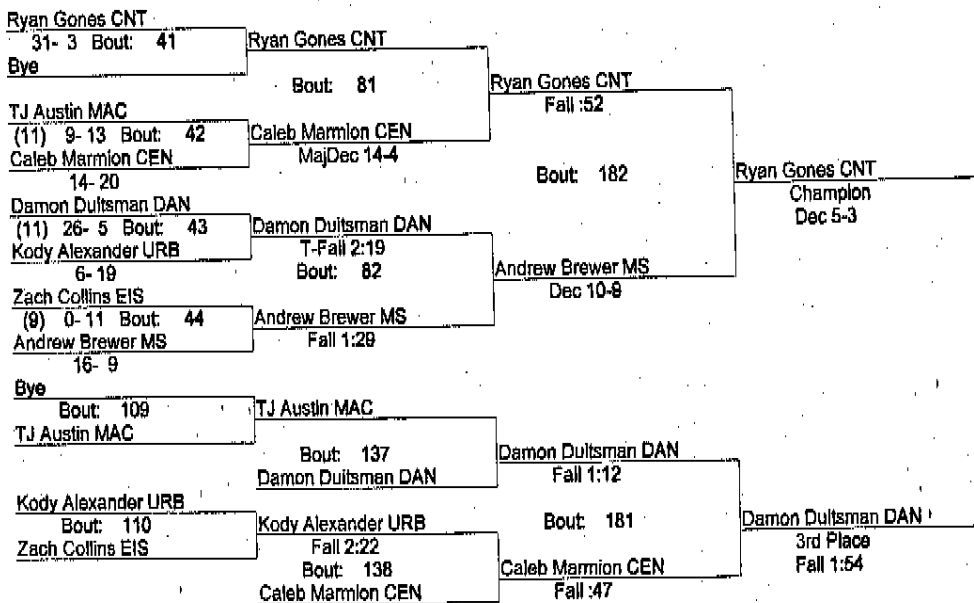 Ryan Gones CNT
31- 3 Bout: 41
Bye
Ryan Gones CNT
Bout: 81
TJ Austin MAC
(11) 9- 13 Bout: 42
Caleb Marmion CEN
14- 20
Caleb Marmion CEN
MajDec 14-4
Ryan Gones CNT
Fall :52
Damon Duitsman DAN
(11) 26- 5 Bout: 43
Kody Alexander URB
6- 19
Damon Duitsman DAN
T-Fall 2:19
Bout: 82
Zach Collins EIS
(9) 0- 11 Bout: 44
Andrew Brewer MS
16- 9
Andrew Brewer MS
Fall 1:29
Andrew Brewer MS
Dec 10-9
Bout: 182
Ryan Gones CNT
Champion
Dec 5-3
Bye
Bout: 109
TJ Austin MAC
TJ Austin MAC
Bout: 137
Damon Duitsman DAN
Damon Duitsman DAN
Fall 1:12
Kody Alexander URB
Bout: 110
Zach Collins EIS
Kody Alexander URB
Fall 2:22
Bout: 138
Caleb Marmion CEN
Caleb Marmion CEN
Fall :47
Bout: 181
Damon Duitsman DAN
3rd Place
Fall 1:54